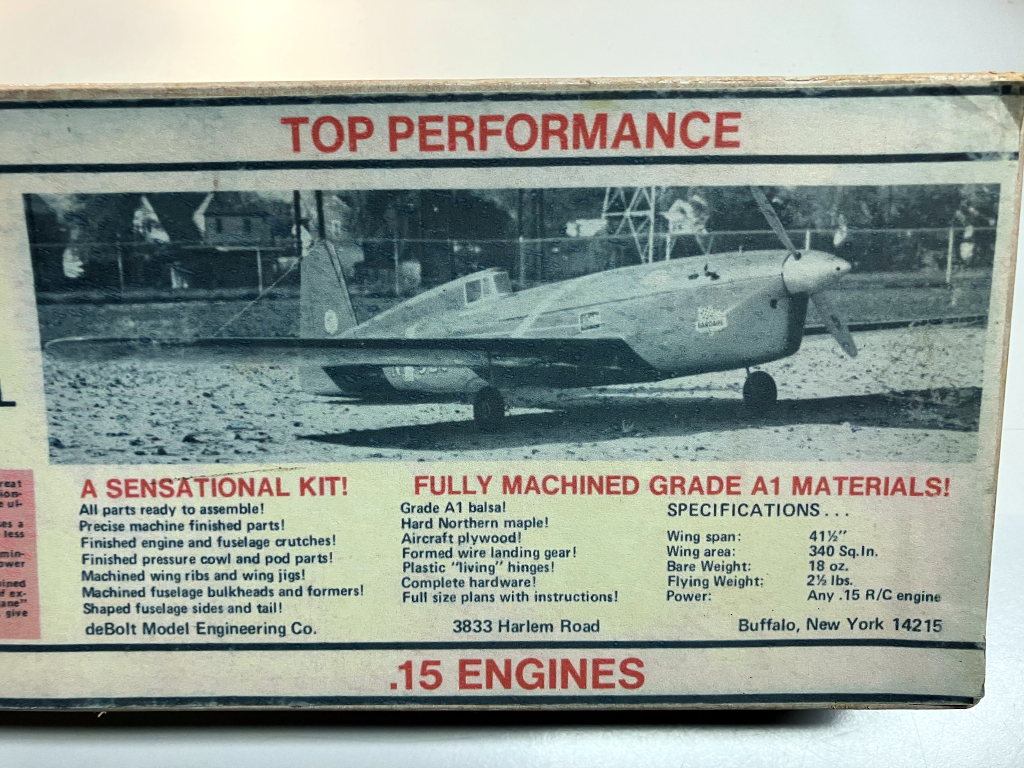 TOP PERFORMANCE
A SENSATIONAL KIT!
All parts ready to assemble!
Precise machine finished parts!
Finished engine and fuselage crutches!
Finished pressure cowl and pod parts!
Machined wing ribs and wing jigs!
Machined fuselage bulkheads and formers!
Shaped fuselage sides and tail!
FULLY MACHINED GRADE A1 MATERIALS!
Grade A1 balsa!
Hard Northern maple!
Aircraft plywood!
Formed wire landing gear!
Plastic "living" hinges!
Complete hardware!
Full size plans with instructions!
SPECIFICATIONS . . .
Wing span: 41½"
Wing area: 340 Sq.In.
Bare Weight: 18 oz.
Flying Weight: 2½ lbs.
Power: Any .15 R/C engine
deBolt Model Engineering Co. 3833 Harlem Road Buffalo, New York 14215
.15 ENGINES